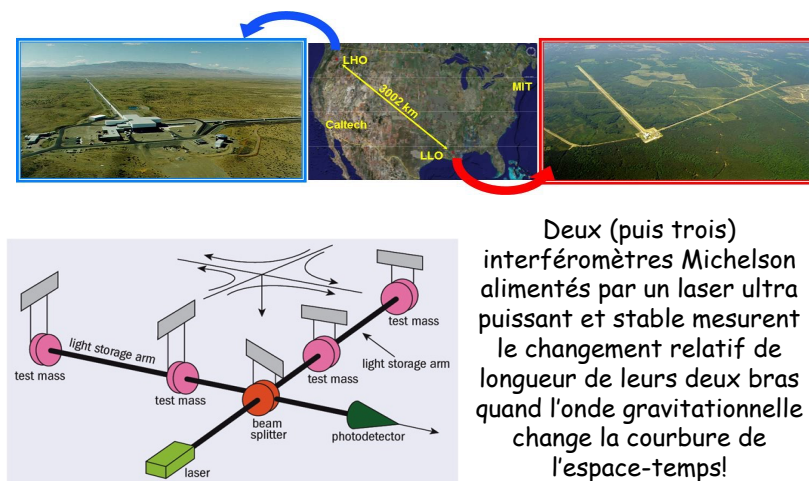 LHO
MIT
3002 km
Caltech
LLO
Deux (puis trois)
interféromètres Michelson
alimentés par un laser ultra
puissant et stable mesurent
le changement relatif de
longueur de leurs deux bras
quand l'onde gravitationnelle
change la courbure de
l'espace-temps!
test mass
light storage arm
light storage arm
test mass
test mass
test mass
beam
splitter
photodetector
laser